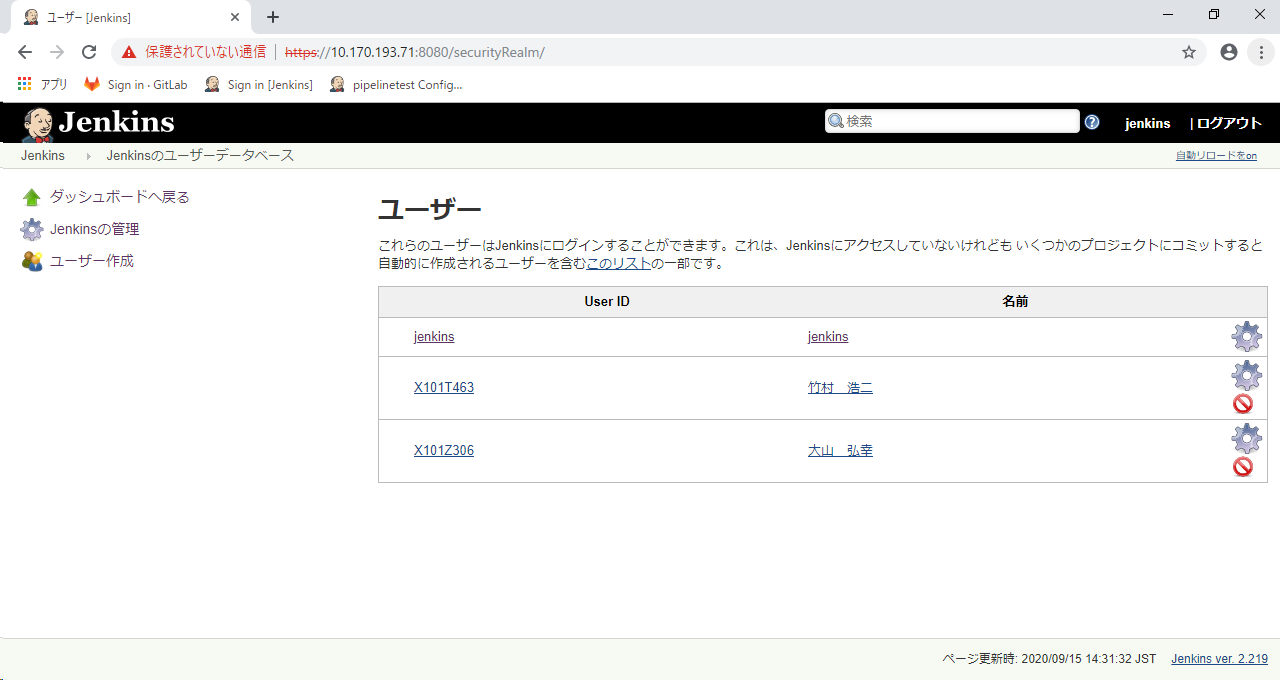 ユーザー [Jenkins]
保護されていない通信 https://10.170.193.71:8080/securityRealm/
アプリ Sign in · GitLab Sign in [Jenkins] pipelinetest Config...
Jenkins 検索 jenkins | ログアウト
Jenkins Jenkinsのユーザーデータベース 自動リロードをon
ダッシュボードへ戻る
Jenkinsの管理
ユーザー作成
ユーザー
これらのユーザーはJenkinsにログインすることができます。これは、Jenkinsにアクセスしていないけれども いくつかのプロジェクトにコミットすると
自動的に作成されるユーザーを含むこのリストの一部です。
User ID 名前
jenkins jenkins
X101T463 竹村　浩二
X101Z306 大山　弘幸
ページ更新時: 2020/09/15 14:31:32 JST Jenkins ver. 2.219